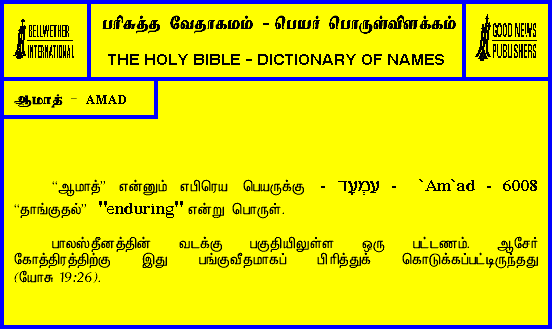 BELLWETHER
INTERNATIONAL
பரிசுத்த வேதாகமம் - பெயர் பொருள்விளக்கம்
THE HOLY BIBLE - DICTIONARY OF NAMES
GOOD NEWS
PUBLISHERS
ஆமாத் - AMAD
“ஆமாத்” என்னும் எபிரெய பெயருக்கு - עַמְעָד - `Am`ad - 6008
“தாங்குதல்” "enduring" என்று பொருள்.
பாலஸ்தீனத்தின் வடக்கு பகுதியிலுள்ள ஒரு பட்டணம். ஆசேர்
கோத்திரத்திற்கு இது பங்குவீதமாகப் பிரித்துக் கொடுக்கப்பட்டிருந்தது
(யோசு 19:26).